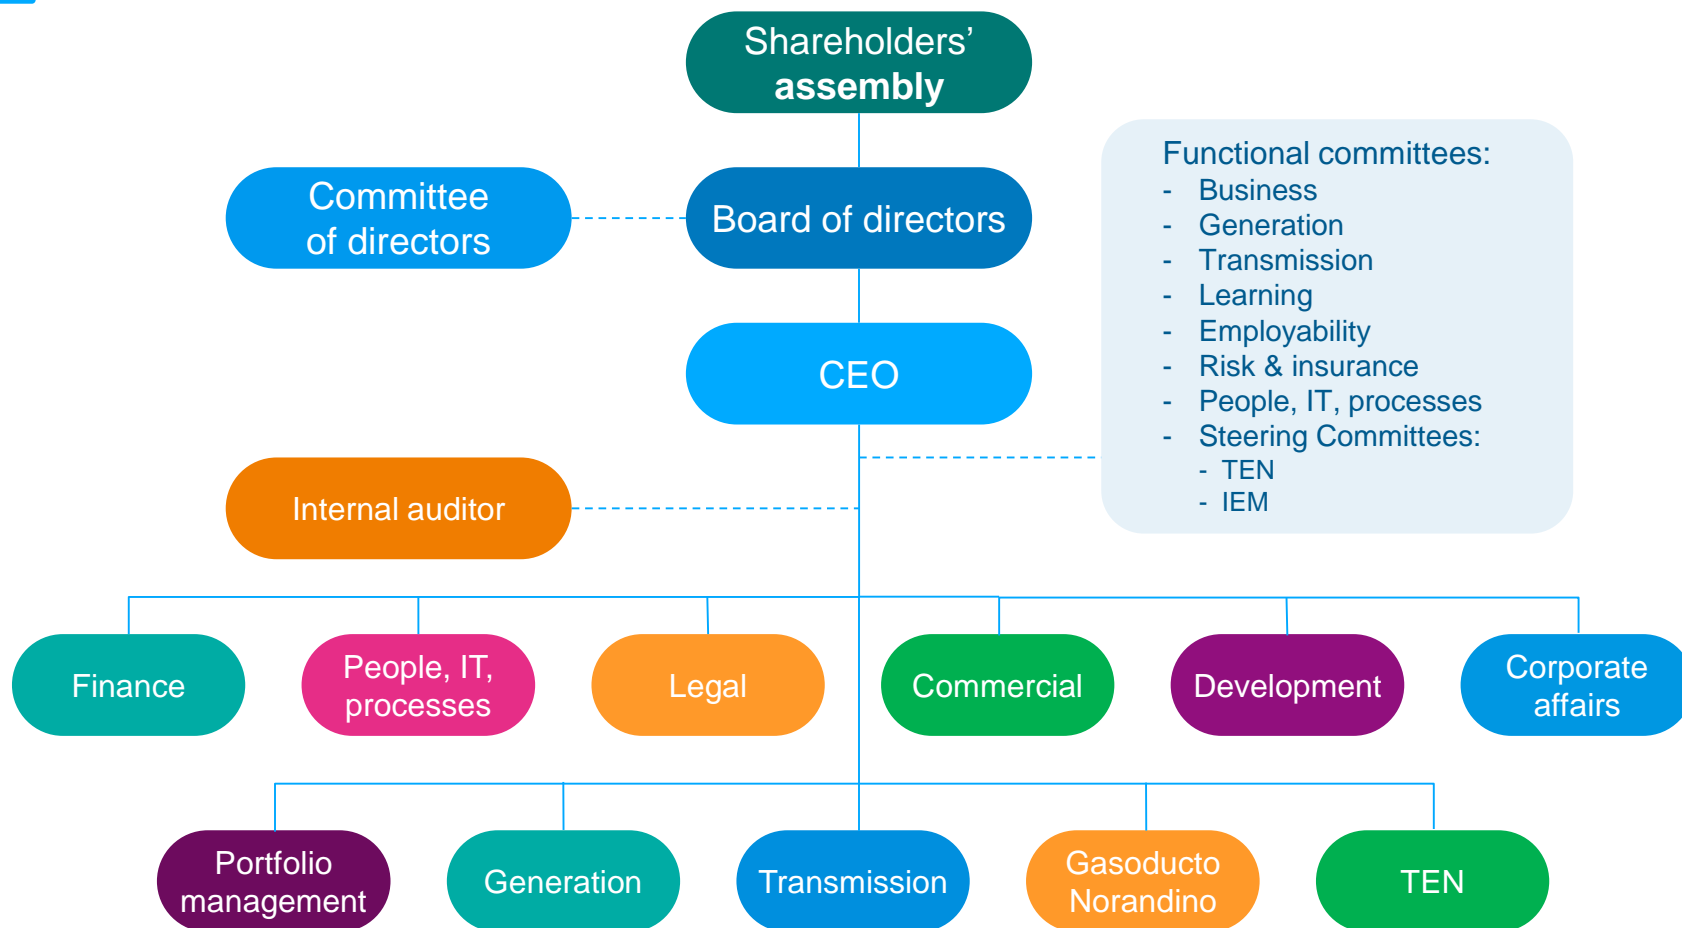 Shareholders’
assembly
Committee
of directors
Board of directors
CEO
Functional committees:
- Business
- Generation
- Transmission
- Learning
- Employability
- Risk & insurance
- People, IT, processes
- Steering Committees:
- TEN
- IEM
Internal auditor
Finance
People, IT,
processes
Legal
Commercial
Development
Corporate
affairs
Portfolio
management
Generation
Transmission
Gasoducto
Norandino
TEN